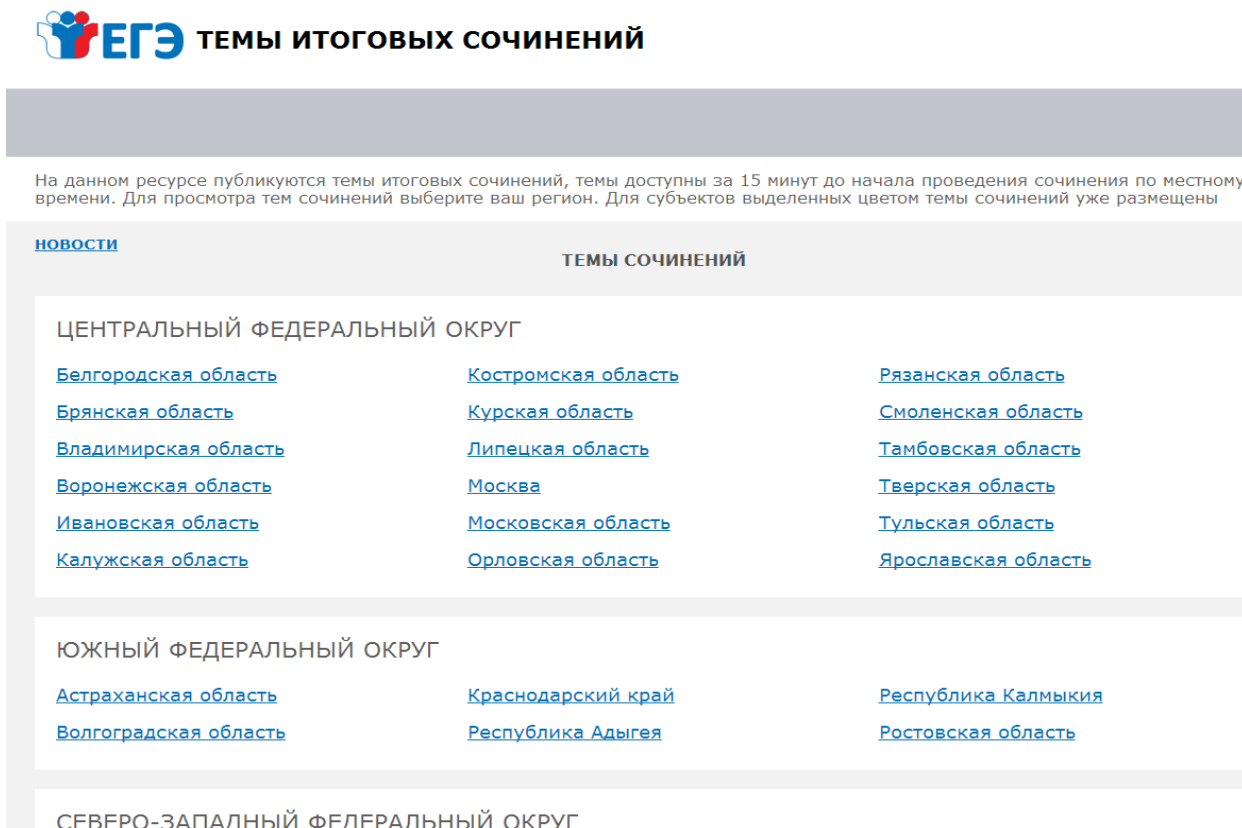 ЕГЭ ТЕМЫ ИТОГОВЫХ СОЧИНЕНИЙ
На данном ресурсе публикуются темы итоговых сочинений, темы доступны за 15 минут до начала проведения сочинения по местному
времени. Для просмотра тем сочинений выберите ваш регион. Для субъектов выделенных цветом темы сочинений уже размещены
НОВОСТИ
ТЕМЫ СОЧИНЕНИЙ
ЦЕНТРАЛЬНЫЙ ФЕДЕРАЛЬНЫЙ ОКРУГ
Белгородская область Костромская область Рязанская область
Брянская область Курская область Смоленская область
Владимирская область Липецкая область Тамбовская область
Воронежская область Москва Тверская область
Ивановская область Московская область Тульская область
Калужская область Орловская область Ярославская область
ЮЖНЫЙ ФЕДЕРАЛЬНЫЙ ОКРУГ
Астраханская область Краснодарский край Республика Калмыкия
Волгоградская область Республика Адыгея Ростовская область
СЕВЕРО-ЗАПАДНЫЙ ФЕДЕРАЛЬНЫЙ ОКРУГ